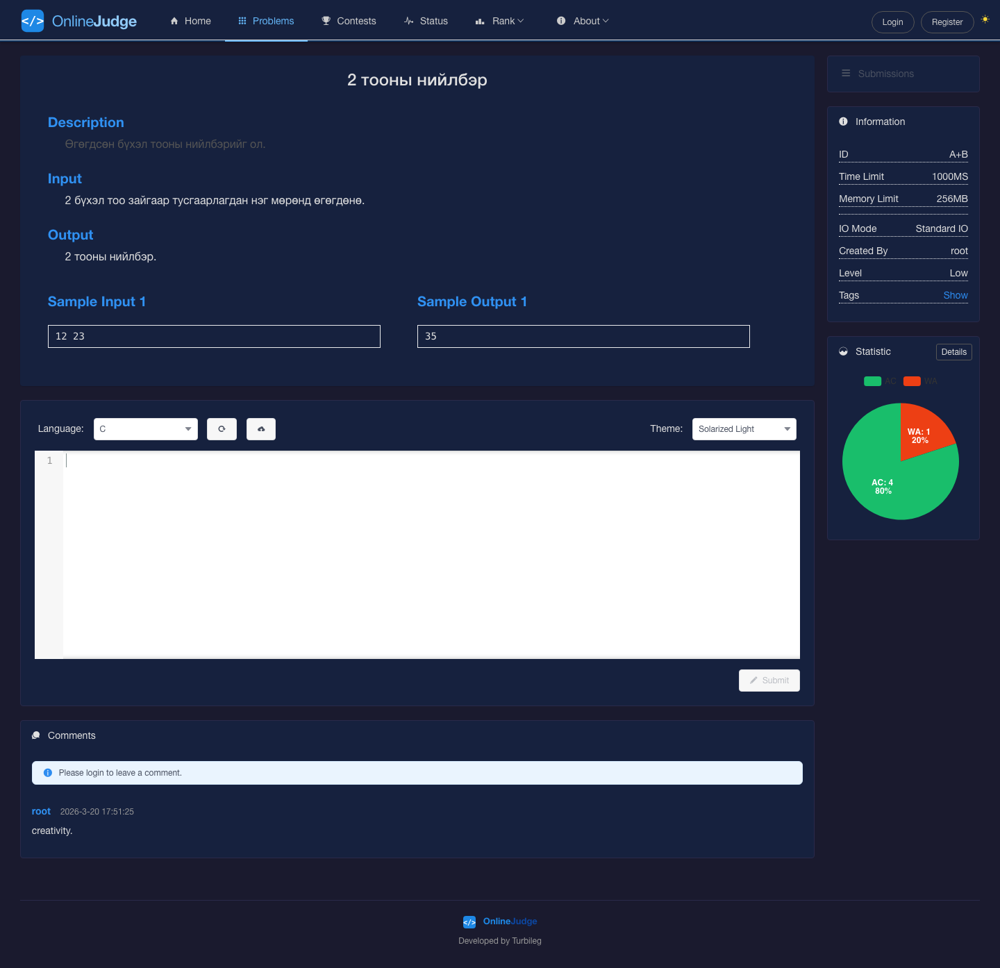 </> OnlineJudge
Home
Problems
Contests
Status
Rank
About
Login
Register
2 тооны нийлбэр
Description
Өгөгдсөн бүхэл тооны нийлбэрийг ол.
Input
2 бүхэл тоо зайгаар тусгаарлагдан нэг мөрөнд өгөгдөнө.
Output
2 тооны нийлбэр.
Sample Input 1
12 23
Sample Output 1
35
Language:
C
Theme:
Solarized Light
1
Submit
Comments
Please login to leave a comment.
root 2026-3-20 17:51:25
creativity.
Submissions
Information
ID A+B
Time Limit 1000MS
Memory Limit 256MB
IO Mode Standard IO
Created By root
Level Low
Tags Show
Statistic
Details
AC WA
WA: 1
20%
AC: 4
80%
</> OnlineJudge
Developed by Turbileg